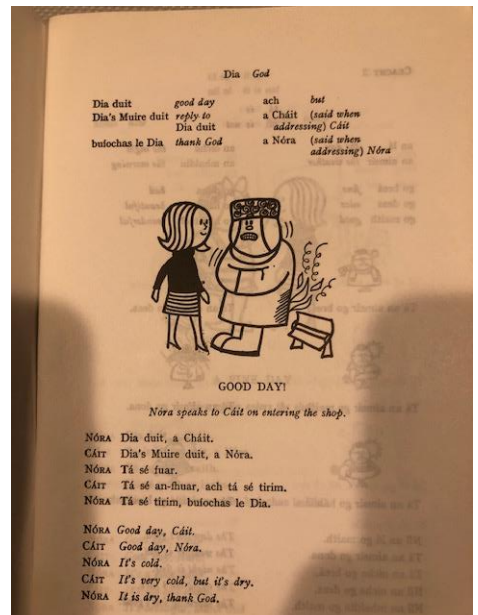 Dia God
Dia duit good day
Dia's Muire duit reply to
Dia duit
buíochas le Dia thank God
ach but
a Cháit (said when
addressing) Cáit
a Nóra (said when
addressing) Nóra
GOOD DAY!
Nóra speaks to Cáit on entering the shop.
NÓRA Dia duit, a Cháit.
CÁIT Dia's Muire duit, a Nóra.
NÓRA Tá sé fuar.
CÁIT Tá sé an-fhuar, ach tá sé tirim.
NÓRA Tá sé tirim, buíochas le Dia.
NÓRA Good day, Cáit.
CÁIT Good day, Nóra.
NÓRA It's cold.
CÁIT It's very cold, but it's dry.
NÓRA It is dry, thank God.